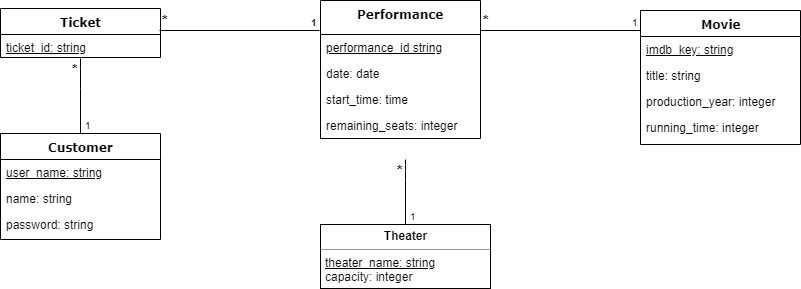 Ticket
ticket_id: string
*
1
Performance
performance_id string
date: date
start_time: time
remaining_seats: integer
*
1
Movie
imdb_key: string
title: string
production_year: integer
running_time: integer
*
1
Customer
user_name: string
name: string
password: string
*
1
Theater
theater_name: string
capacity: integer